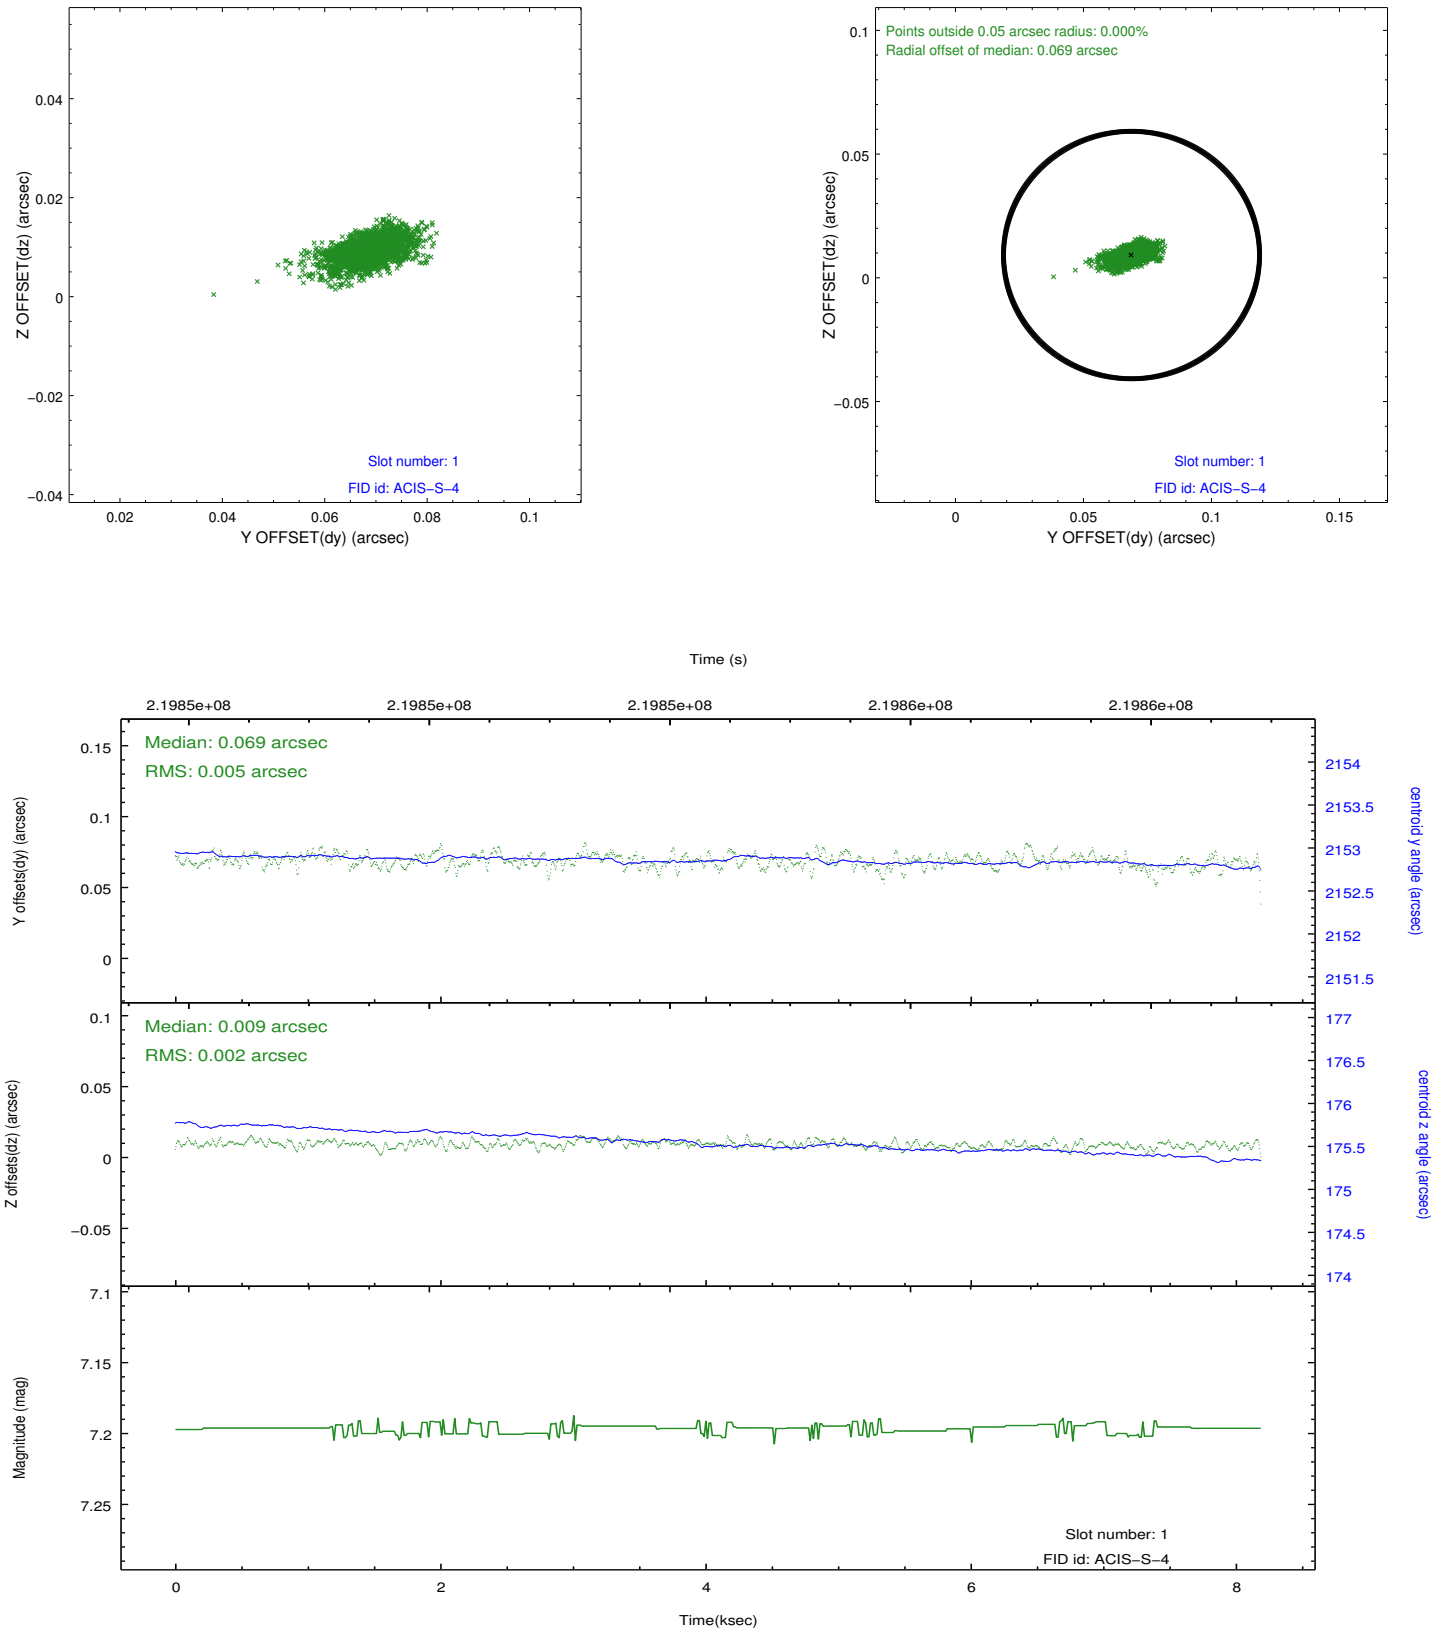 0.04
0.02
0
−0.02
−0.04
Z OFFSET(dz) (arcsec)
Slot number: 1
FID id: ACIS−S−4
0.02
0.04
0.06
0.08
0.1
Y OFFSET(dy) (arcsec)
Points outside 0.05 arcsec radius: 0.000%
Radial offset of median: 0.069 arcsec
0.1
0.05
0
−0.05
Z OFFSET(dz) (arcsec)
Slot number: 1
FID id: ACIS−S−4
0
0.05
0.1
0.15
Y OFFSET(dy) (arcsec)
Time (s)
2.1985e+08
2.1985e+08
2.1985e+08
2.1986e+08
2.1986e+08
Median: 0.069 arcsec
RMS: 0.005 arcsec
0.15
0.1
0.05
0
Y offsets(dy) (arcsec)
2154
2153.5
2153
2152.5
2152
2151.5
centroid y angle (arcsec)
Median: 0.009 arcsec
RMS: 0.002 arcsec
0.1
0.05
0
−0.05
Z offsets(dz) (arcsec)
177
176.5
176
175.5
175
174.5
174
centroid z angle (arcsec)
7.1
7.15
7.2
7.25
Magnitude (mag)
Slot number: 1
FID id: ACIS−S−4
0
2
4
6
8
Time(ksec)